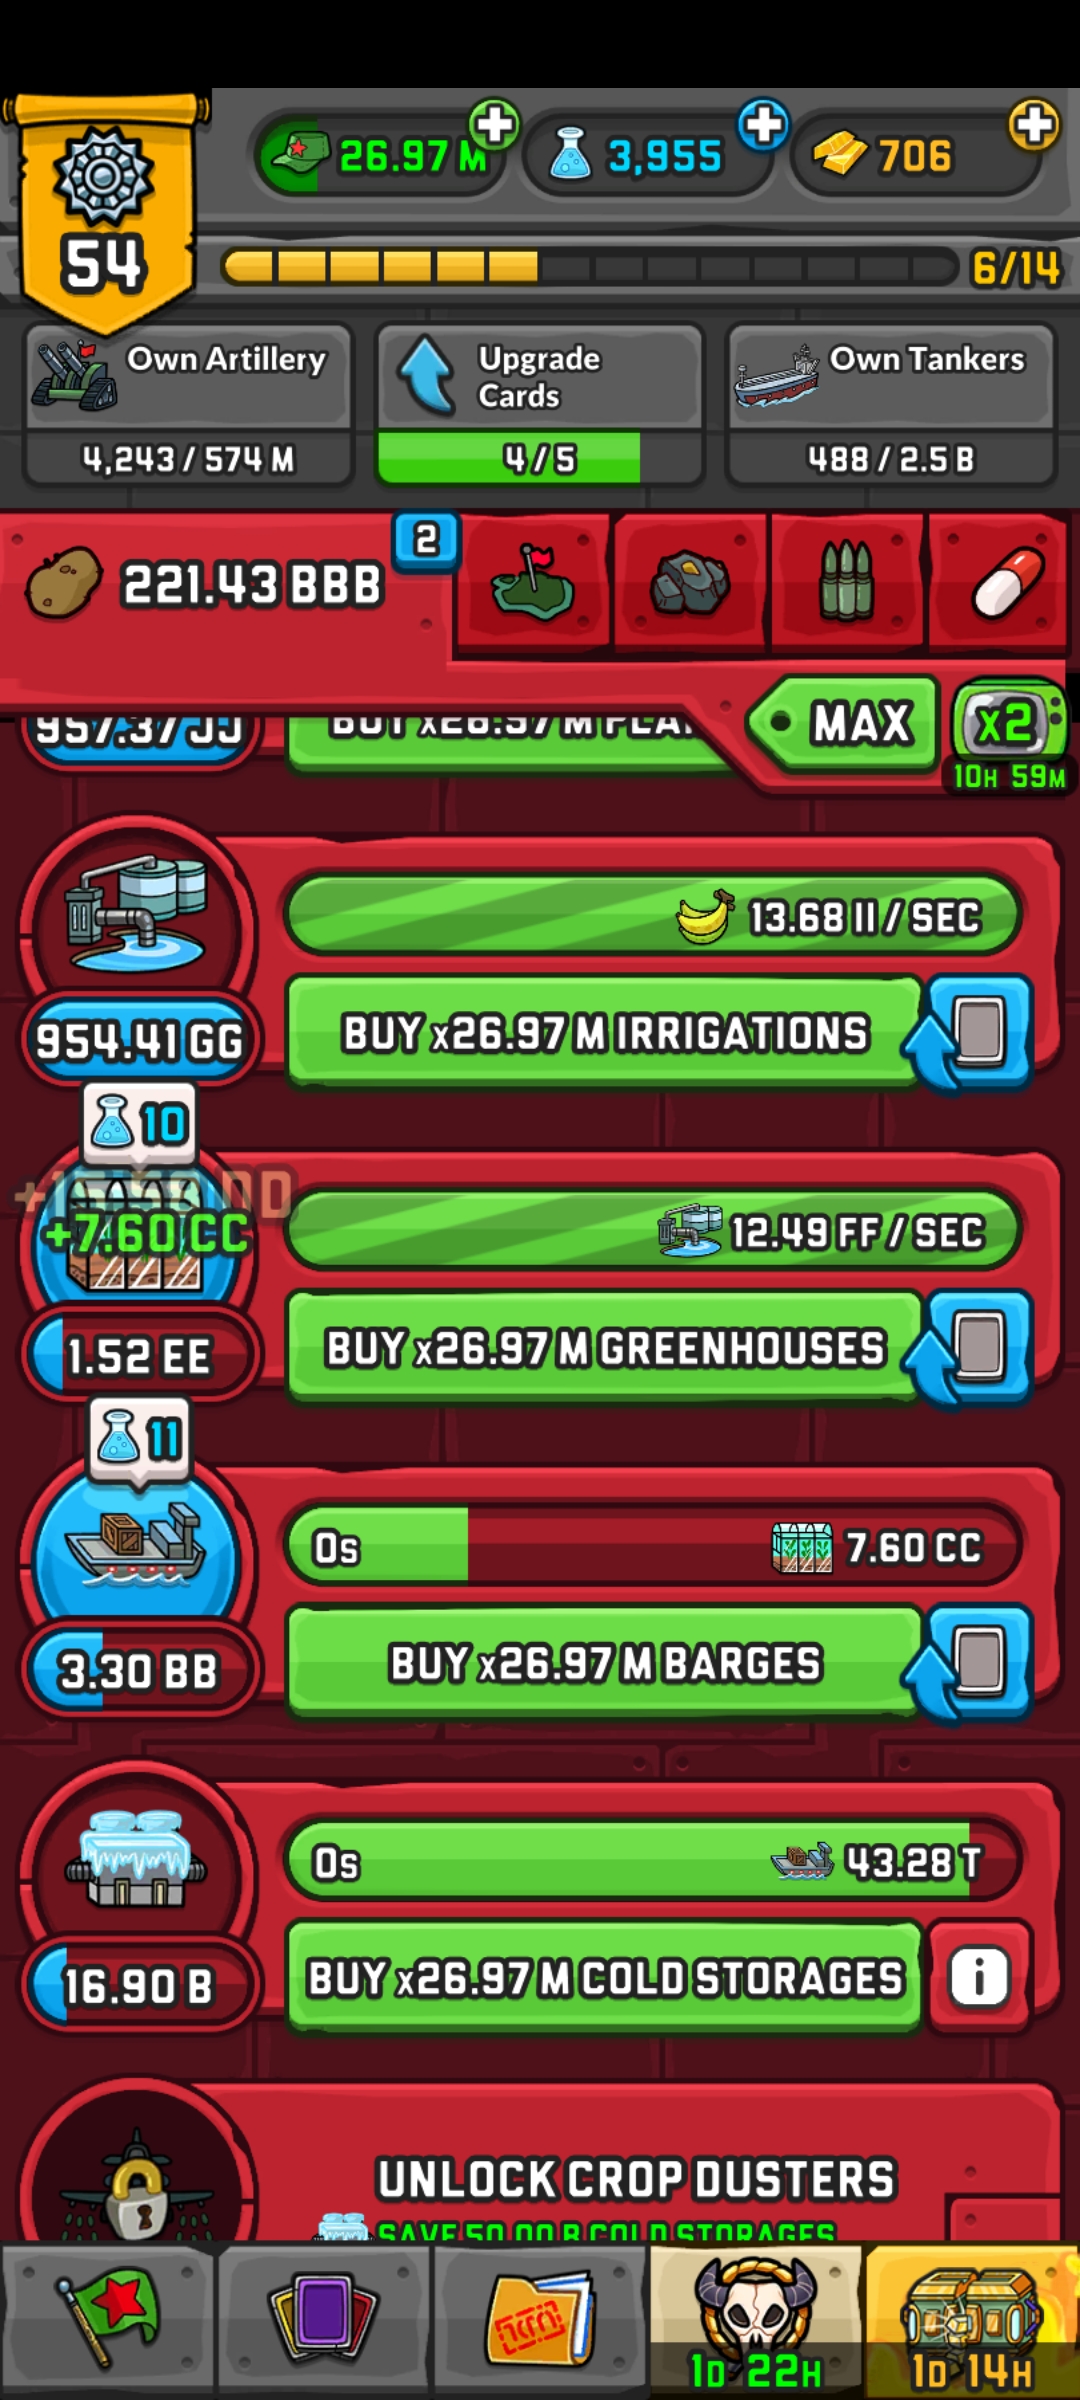 26.97 M
3,955
706
54
6/14
Own Artillery
4,243 / 574 M
Upgrade
Cards
4 / 5
Own Tankers
488 / 2.5 B
221.43 BBB
2
MAX
x2
10H 59M
957.37 JJ
BUY x26.97 M
13.68 II / SEC
954.41 GG
BUY x26.97 M IRRIGATIONS
10
+7.60 CC
12.49 FF / SEC
1.52 EE
BUY x26.97 M GREENHOUSES
11
0s
7.60 CC
3.30 BB
BUY x26.97 M BARGES
0s
43.28 T
16.90 B
BUY x26.97 M COLD STORAGES
i
UNLOCK CROP DUSTERS
SAVE 50.00 B COLD STORAGES
1D 22H
1D 14H